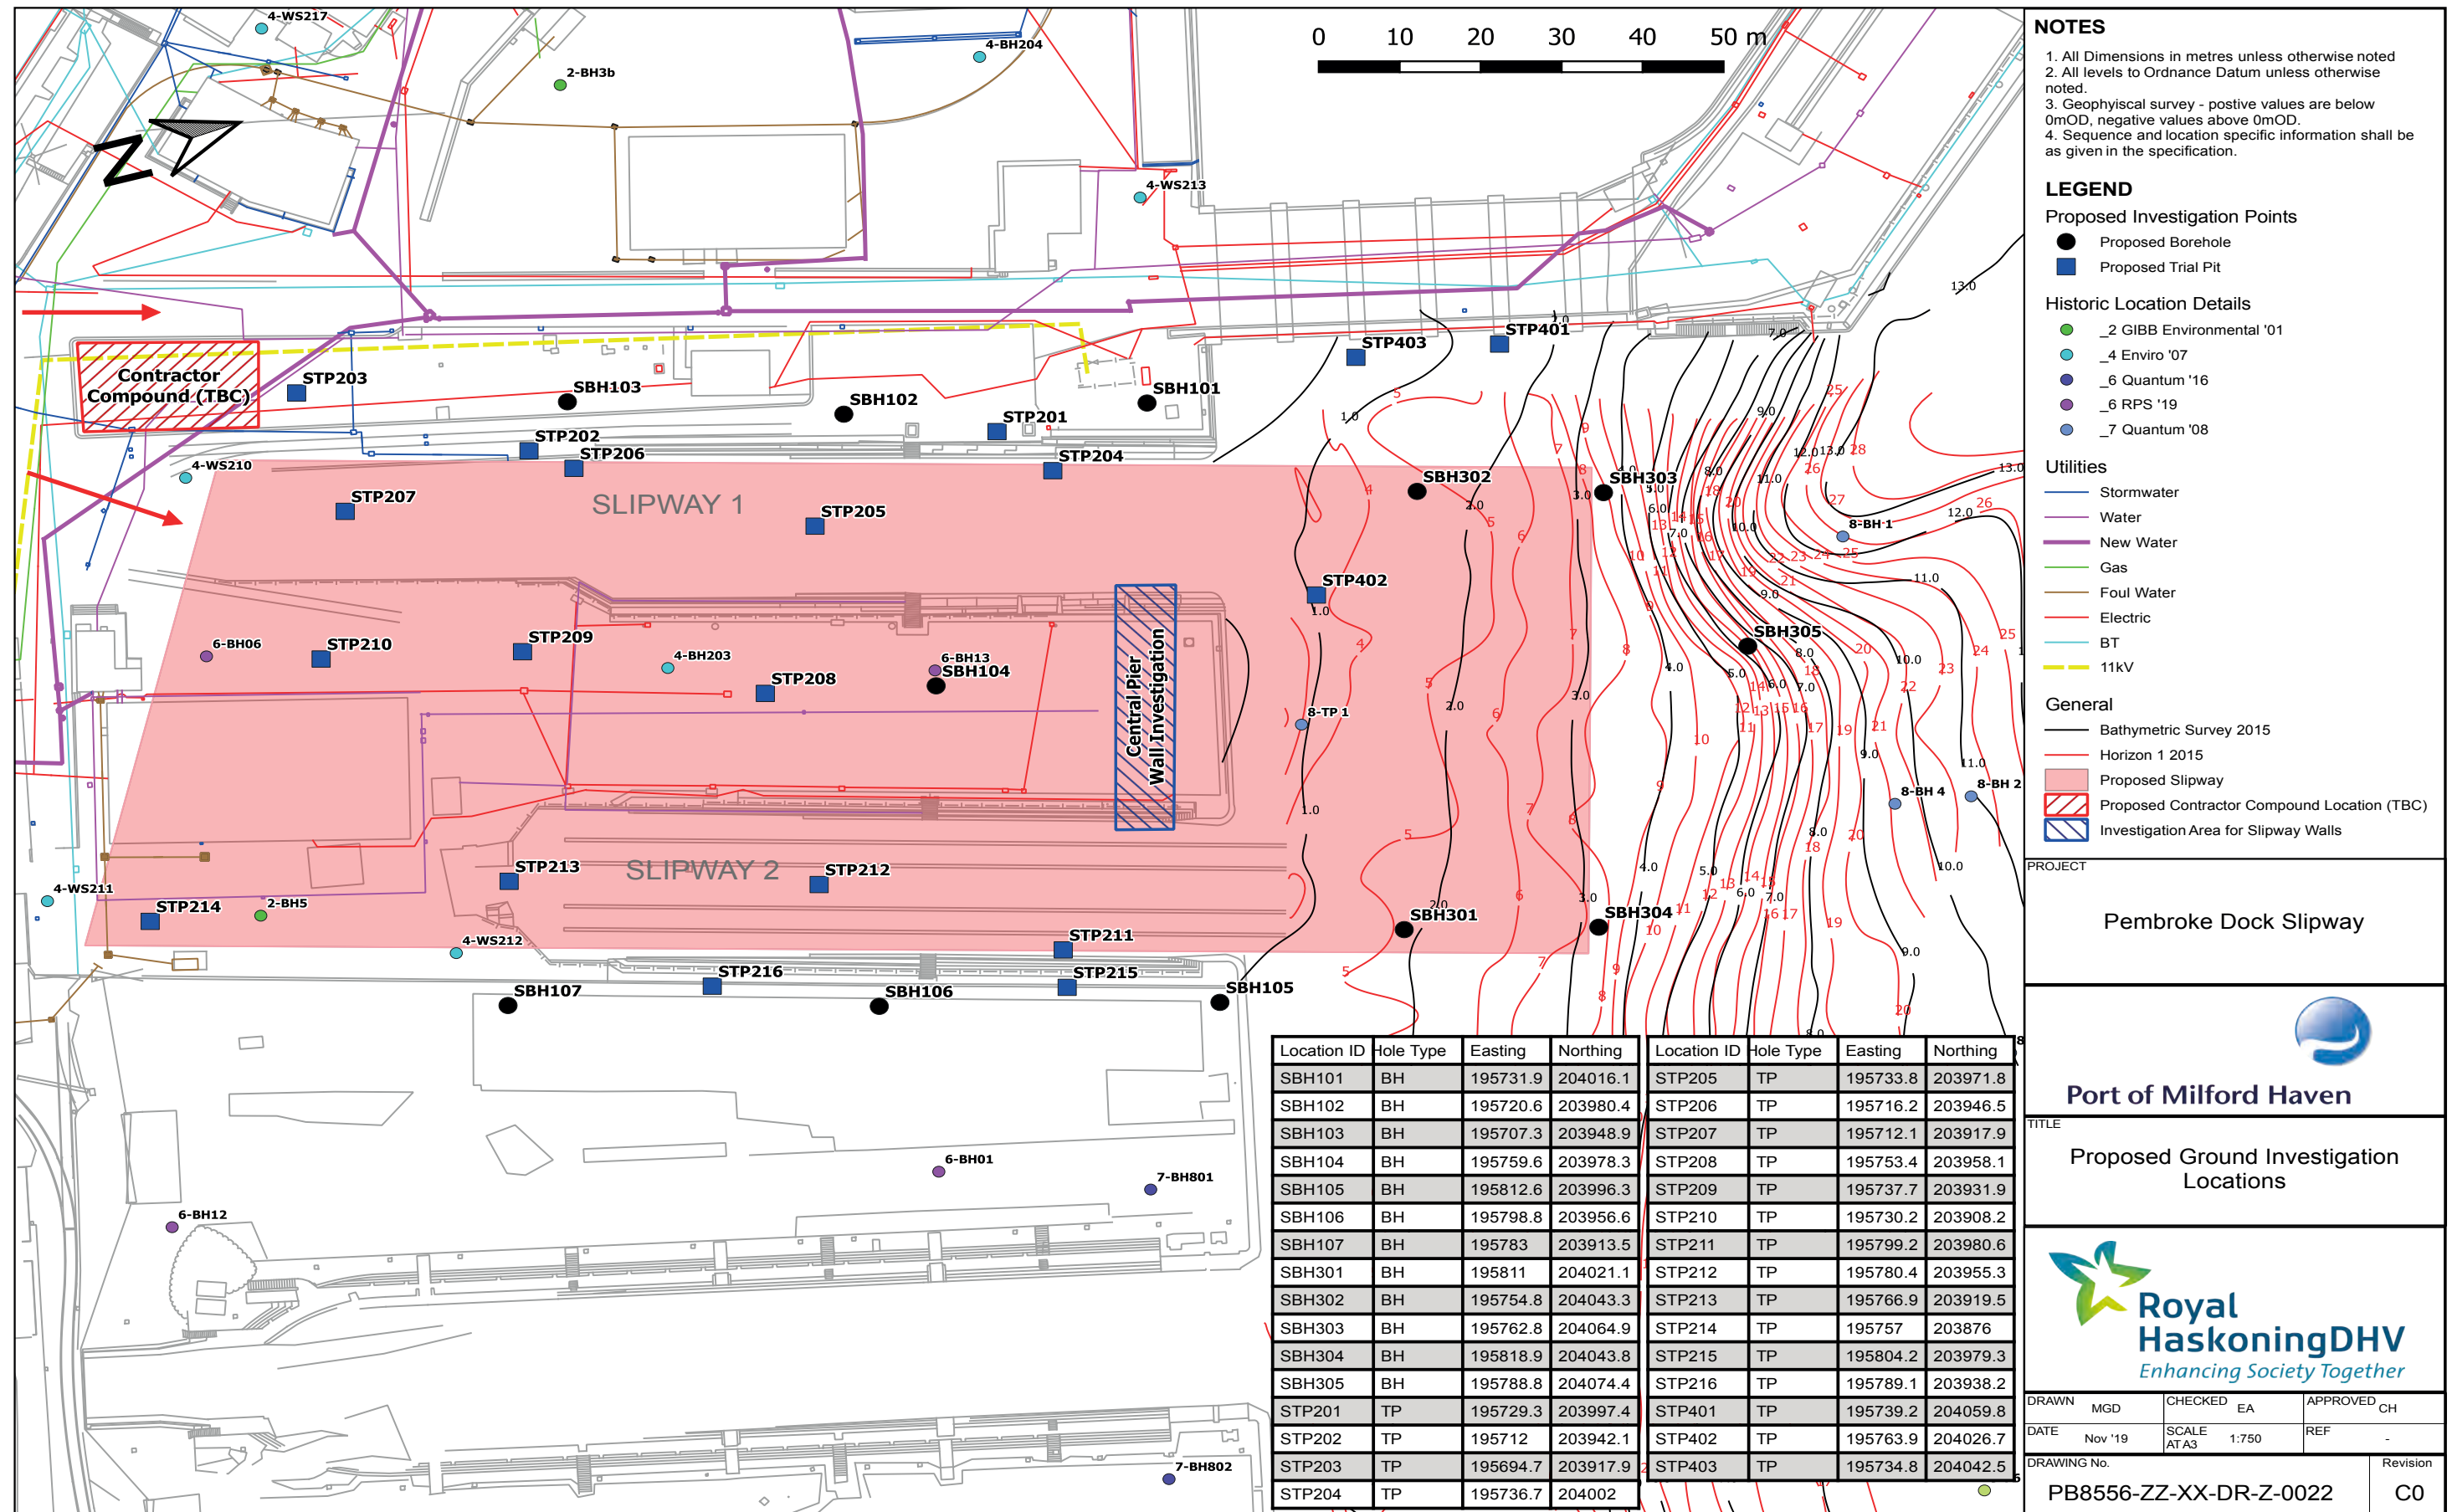 0 10 20 30 40 50 m
4-WS217
2-BH3b
4-BH204
4-WS213
N
Contractor
Compound (TBC)
STP203
SBH103
SBH102
SBH101
STP403
STP401
STP201
STP202
STP206
STP204
4-WS210
STP207
SLIPWAY 1
STP205
SBH302
SBH303
8-BH 1
STP402
SBH305
6-BH06
STP210
STP209
4-BH203
STP208
6-BH13
SBH104
Central Pier
Wall Investigation
8-TP 1
8-BH 4
8-BH 2
STP213
SLIPWAY 2
STP212
4-WS211
STP214
2-BH5
4-WS212
STP211
SBH301
SBH304
STP216
STP215
SBH107
SBH106
SBH105
6-BH01
7-BH801
6-BH12
7-BH802
Location ID Hole Type Easting Northing
SBH101 BH 195731.9 204016.1
SBH102 BH 195720.6 203980.4
SBH103 BH 195707.3 203948.9
SBH104 BH 195759.6 203978.3
SBH105 BH 195812.6 203996.3
SBH106 BH 195798.8 203956.6
SBH107 BH 195783 203913.5
SBH301 BH 195811 204021.1
SBH302 BH 195754.8 204043.3
SBH303 BH 195762.8 204064.9
SBH304 BH 195818.9 204043.8
SBH305 BH 195788.8 204074.4
STP201 TP 195729.3 203997.4
STP202 TP 195712 203942.1
STP203 TP 195694.7 203917.9
STP204 TP 195736.7 204002
Location ID Hole Type Easting Northing
STP205 TP 195733.8 203971.8
STP206 TP 195716.2 203946.5
STP207 TP 195712.1 203917.9
STP208 TP 195753.4 203958.1
STP209 TP 195737.7 203931.9
STP210 TP 195730.2 203908.2
STP211 TP 195799.2 203980.6
STP212 TP 195780.4 203955.3
STP213 TP 195766.9 203919.5
STP214 TP 195757 203876
STP215 TP 195804.2 203979.3
STP216 TP 195789.1 203938.2
STP401 TP 195739.2 204059.8
STP402 TP 195763.9 204026.7
STP403 TP 195734.8 204042.5
NOTES
1. All Dimensions in metres unless otherwise noted
2. All levels to Ordnance Datum unless otherwise
noted.
3. Geophyiscal survey - postive values are below
0mOD, negative values above 0mOD.
4. Sequence and location specific information shall be
as given in the specification.
LEGEND
Proposed Investigation Points
Proposed Borehole
Proposed Trial Pit
Historic Location Details
_2 GIBB Environmental '01
_4 Enviro '07
_6 Quantum '16
_6 RPS '19
_7 Quantum '08
Utilities
Stormwater
Water
New Water
Gas
Foul Water
Electric
BT
11kV
General
Bathymetric Survey 2015
Horizon 1 2015
Proposed Slipway
Proposed Contractor Compound Location (TBC)
Investigation Area for Slipway Walls
PROJECT
Pembroke Dock Slipway
Port of Milford Haven
TITLE
Proposed Ground Investigation
Locations
Royal
HaskoningDHV
Enhancing Society Together
DRAWN MGD CHECKED EA APPROVED CH
DATE Nov '19 SCALE AT A3 1:750 REF -
DRAWING No. Revision
PB8556-ZZ-XX-DR-Z-0022 C0